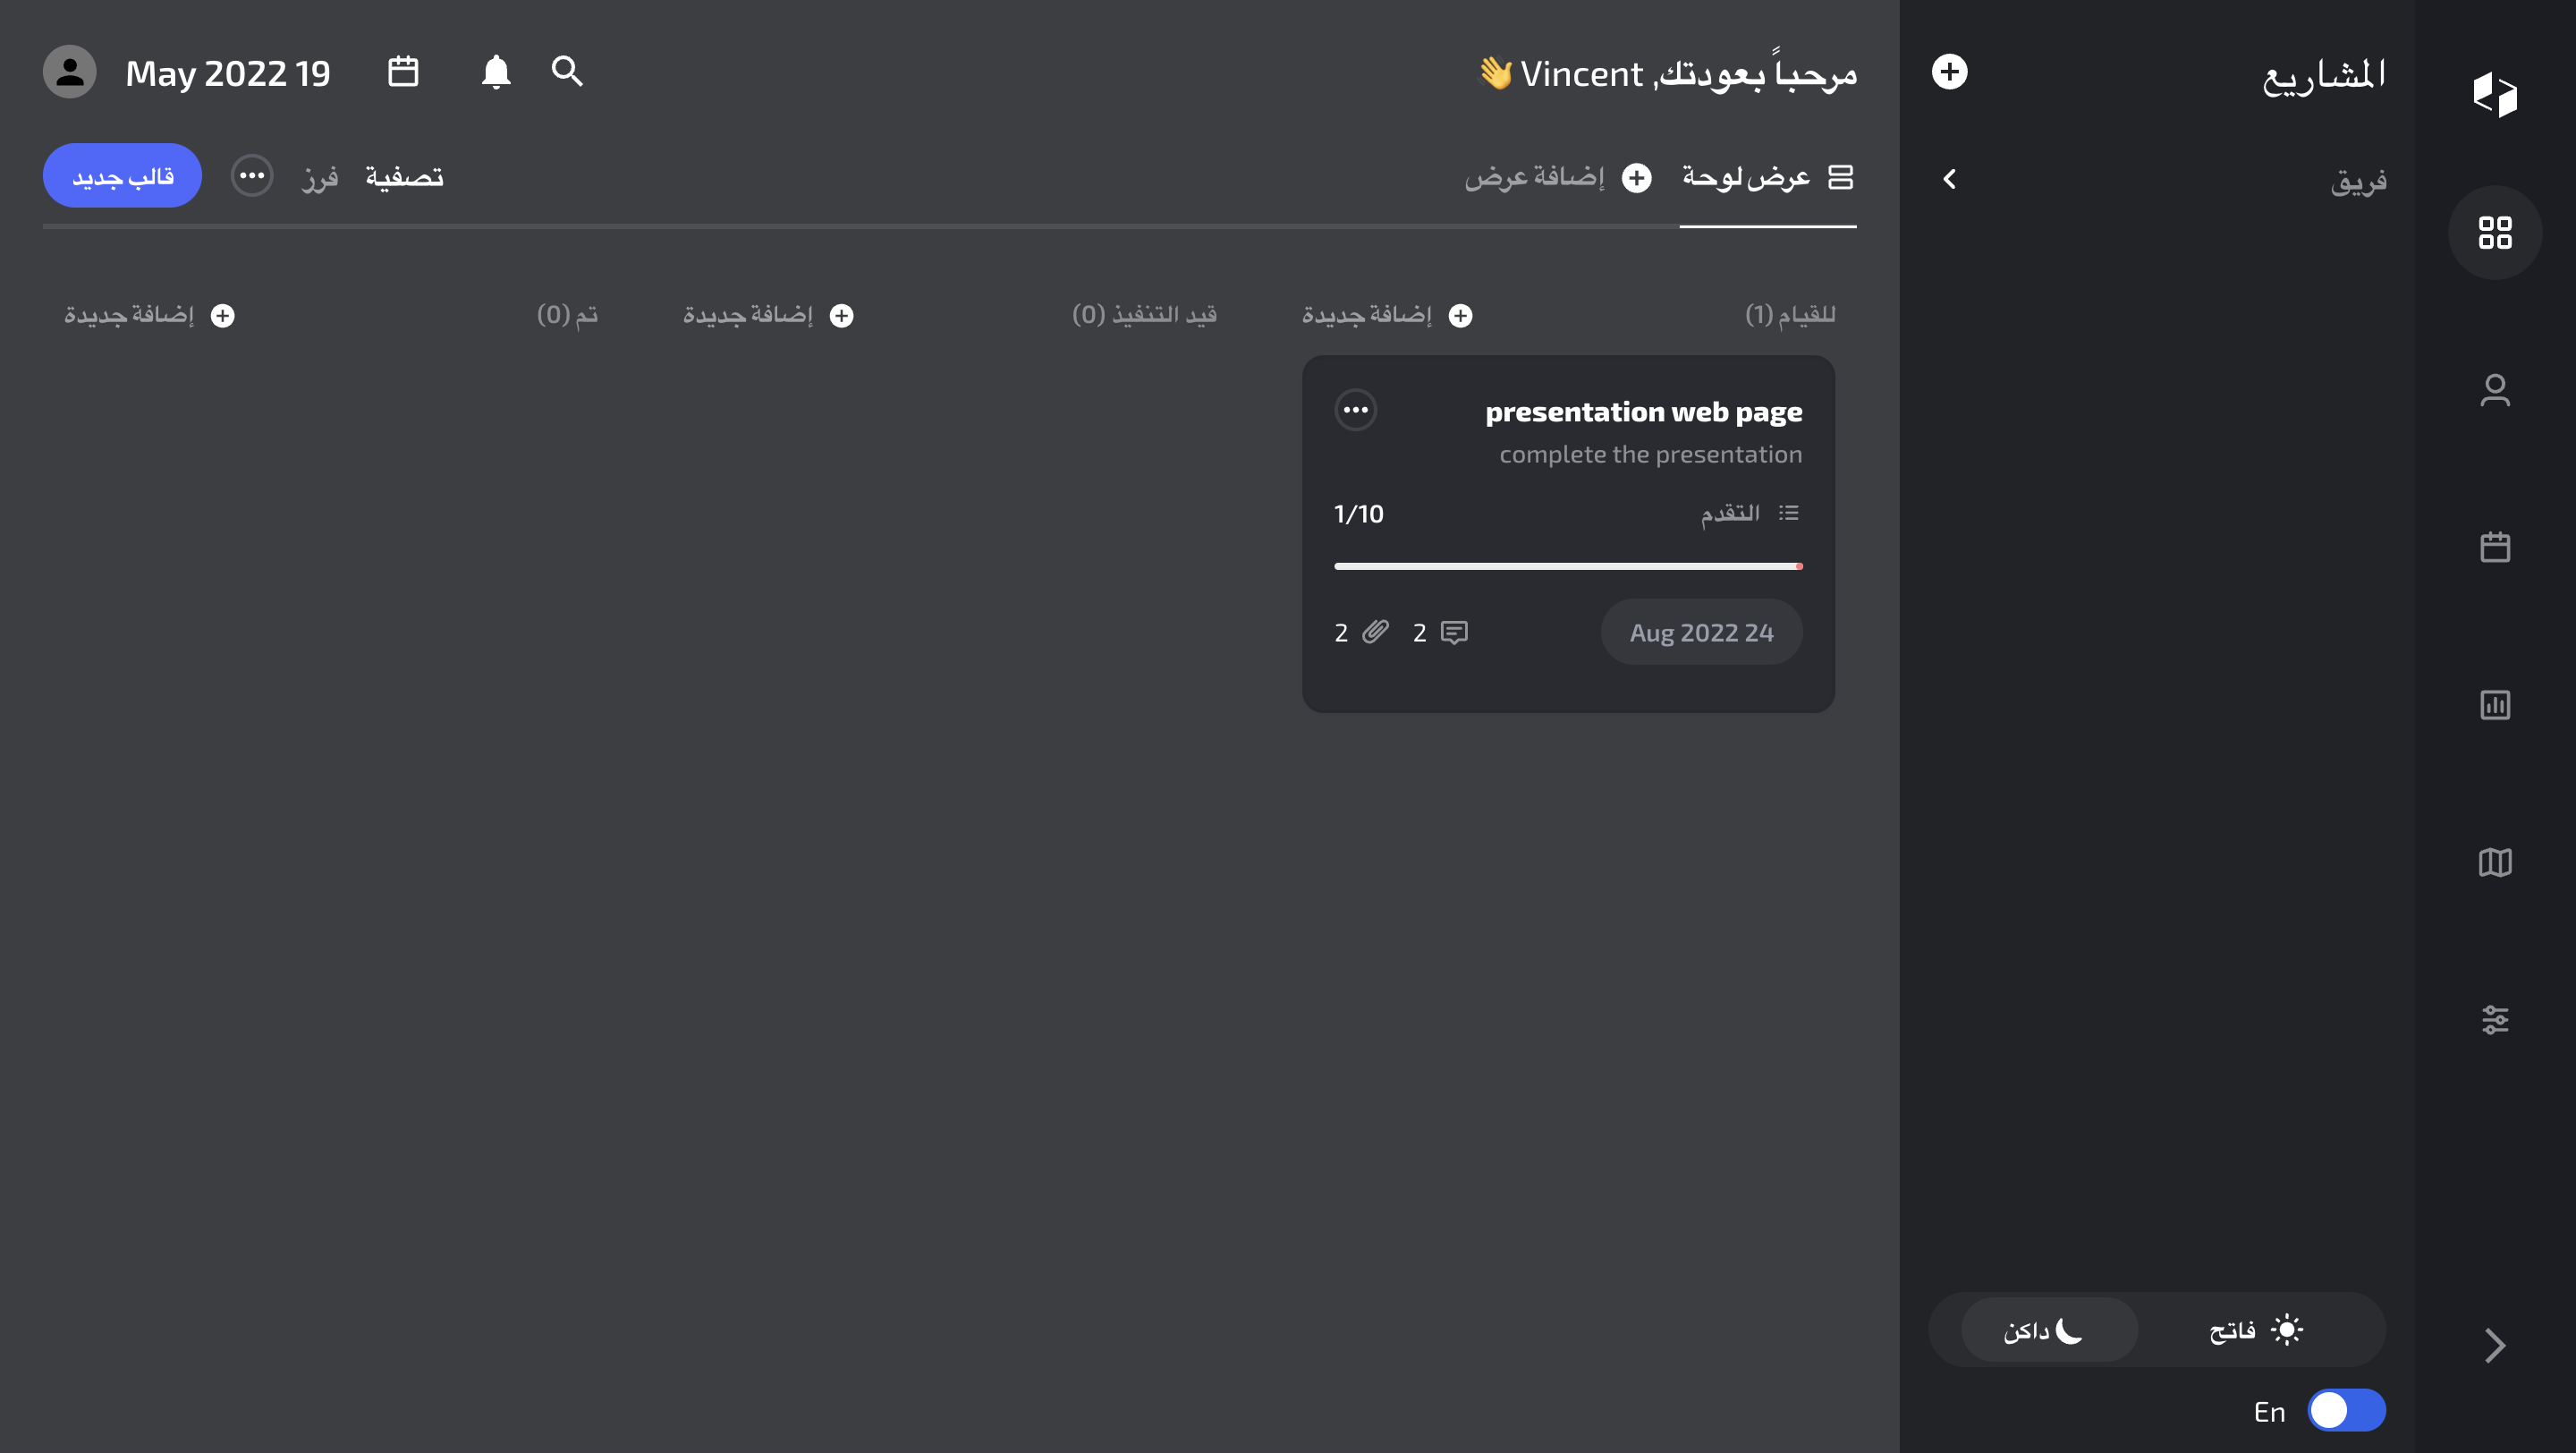 المشاريع
فريق
فاتح
داكن
En
مرحباً بعودتك, Vincent 👋
19 May 2022
عرض لوحة
إضافة عرض
تصفية
فرز
قالب جديد
للقيام (1)
إضافة جديدة
presentation web page
complete the presentation
التقدم
1/10
24 Aug 2022
2
2
قيد التنفيذ (0)
إضافة جديدة
تم (0)
إضافة جديدة